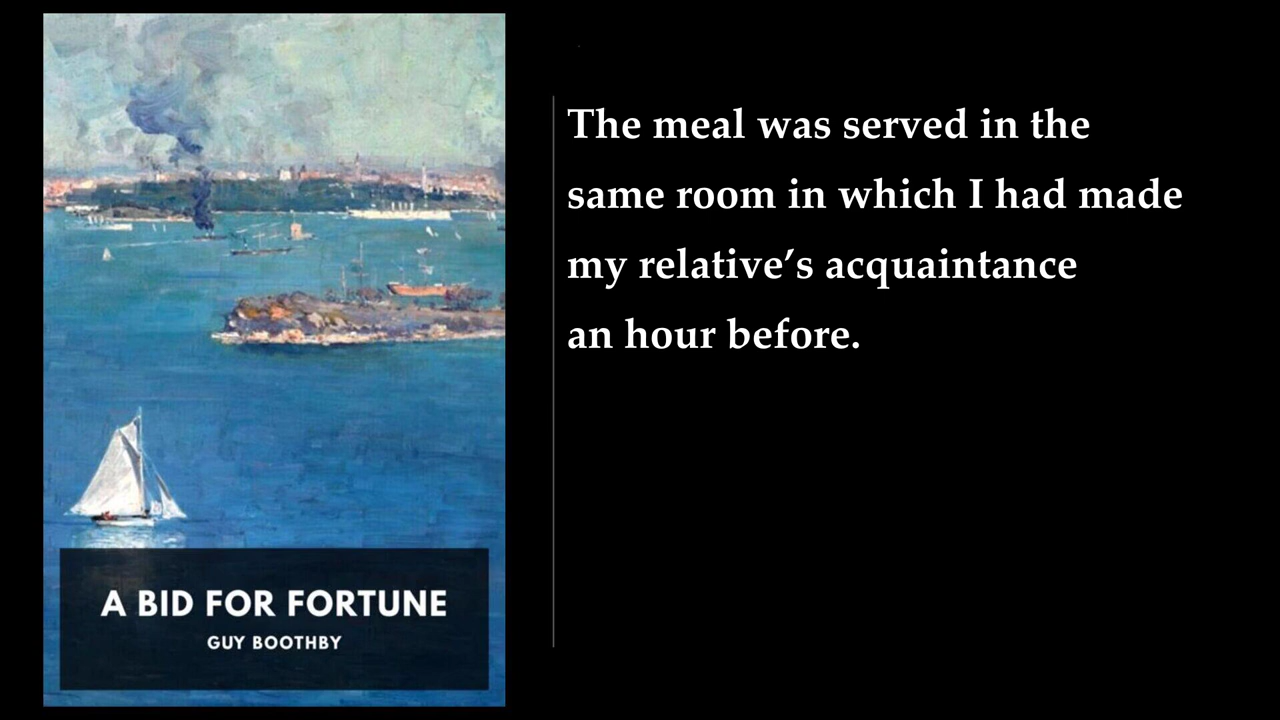 The meal was served in the
same room in which I had made
my relative’s acquaintance
an hour before.
A BID FOR FORTUNE
GUY BOOTHBY